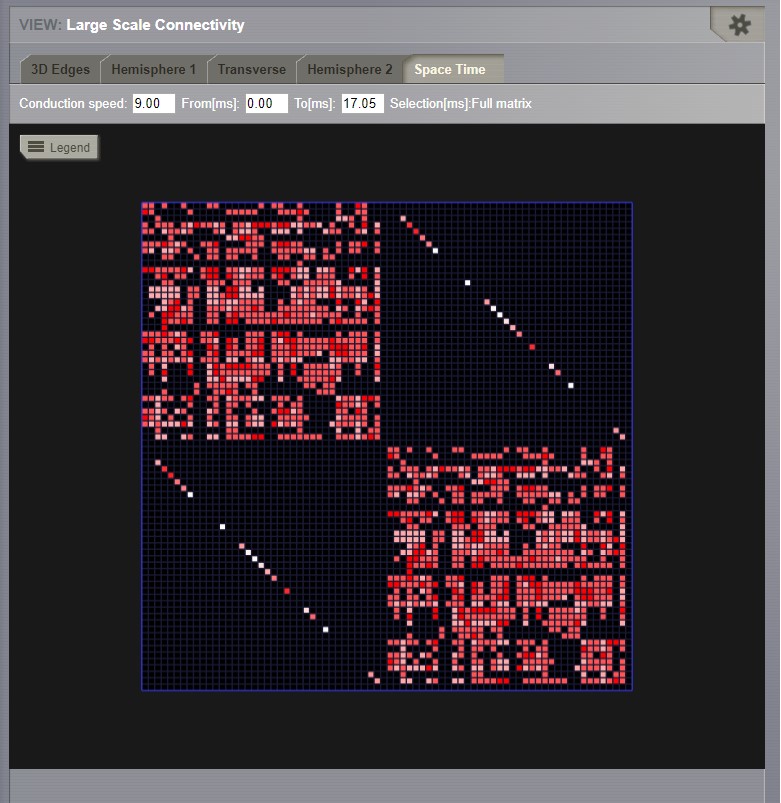 VIEW: Large Scale Connectivity
3D Edges Hemisphere 1 Transverse Hemisphere 2 Space Time
Conduction speed: 9.00 From[ms]: 0.00 To[ms]: 17.05 Selection[ms]:Full matrix
Legend